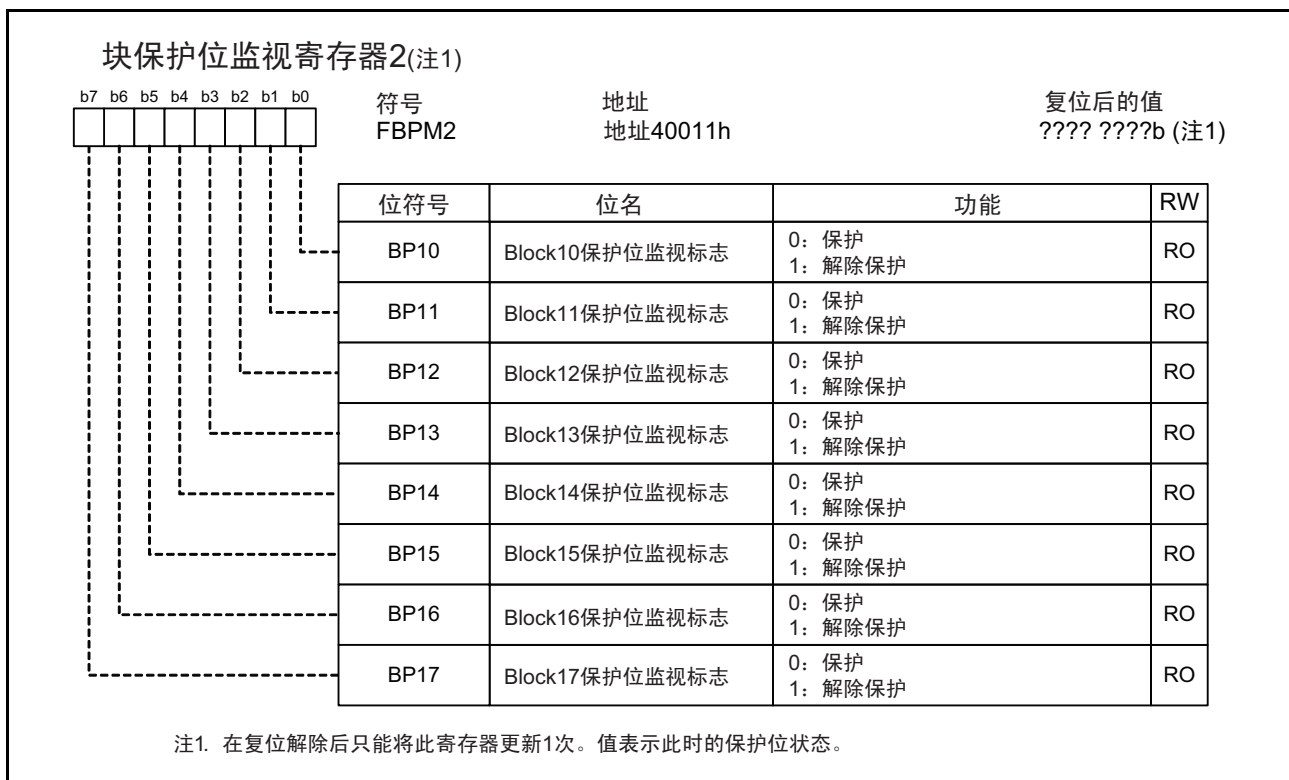 块保护位监视寄存器2(注1)
b7 b6 b5 b4 b3 b2 b1 b0
符号 地址 复位后的值
FBPM2 地址40011h ???? ????b (注1)
位符号 位名 功能 RW
BP10 Block10保护位监视标志 0：保护 RO
1：解除保护
BP11 Block11保护位监视标志 0：保护 RO
1：解除保护
BP12 Block12保护位监视标志 0：保护 RO
1：解除保护
BP13 Block13保护位监视标志 0：保护 RO
1：解除保护
BP14 Block14保护位监视标志 0：保护 RO
1：解除保护
BP15 Block15保护位监视标志 0：保护 RO
1：解除保护
BP16 Block16保护位监视标志 0：保护 RO
1：解除保护
BP17 Block17保护位监视标志 0：保护 RO
1：解除保护
注1. 在复位解除后只能将此寄存器更新1次。值表示此时的保护位状态。